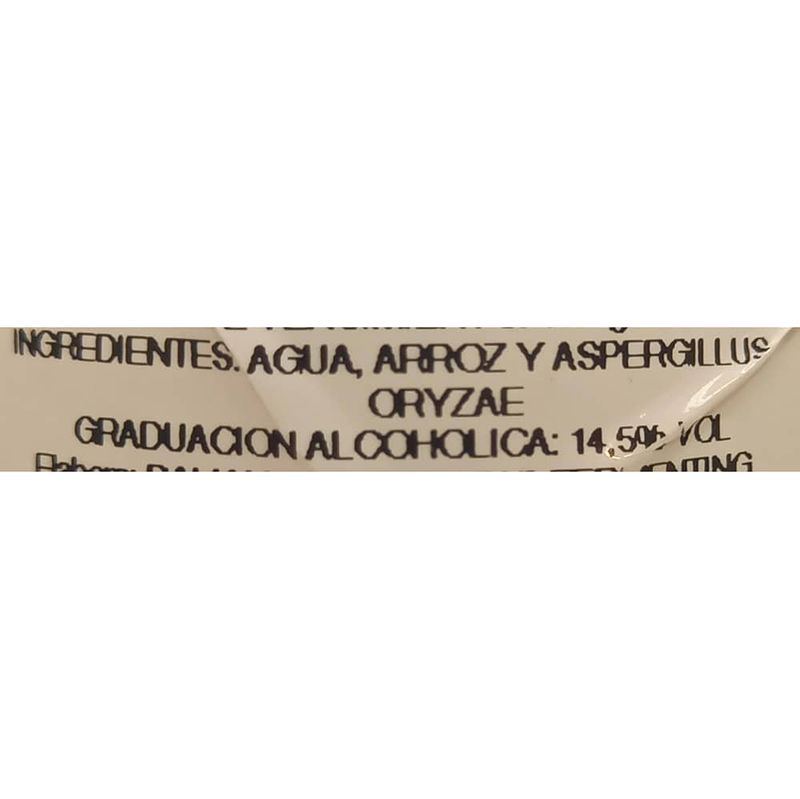 INGREDIENTES. AGUA, ARROZ Y ASPERGILLUS
ORYZAE
GRADUACION ALCOHOLICA: 14,5% VOL